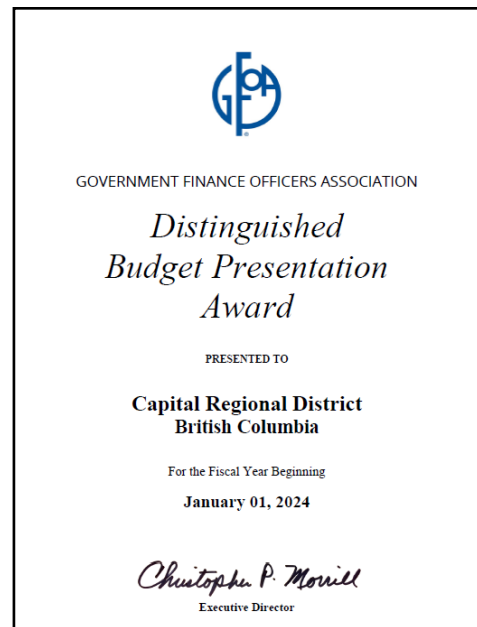 GFOA
GOVERNMENT FINANCE OFFICERS ASSOCIATION
Distinguished
Budget Presentation
Award
PRESENTED TO
Capital Regional District
British Columbia
For the Fiscal Year Beginning
January 01, 2024
Christopher P. Morrill
Executive Director